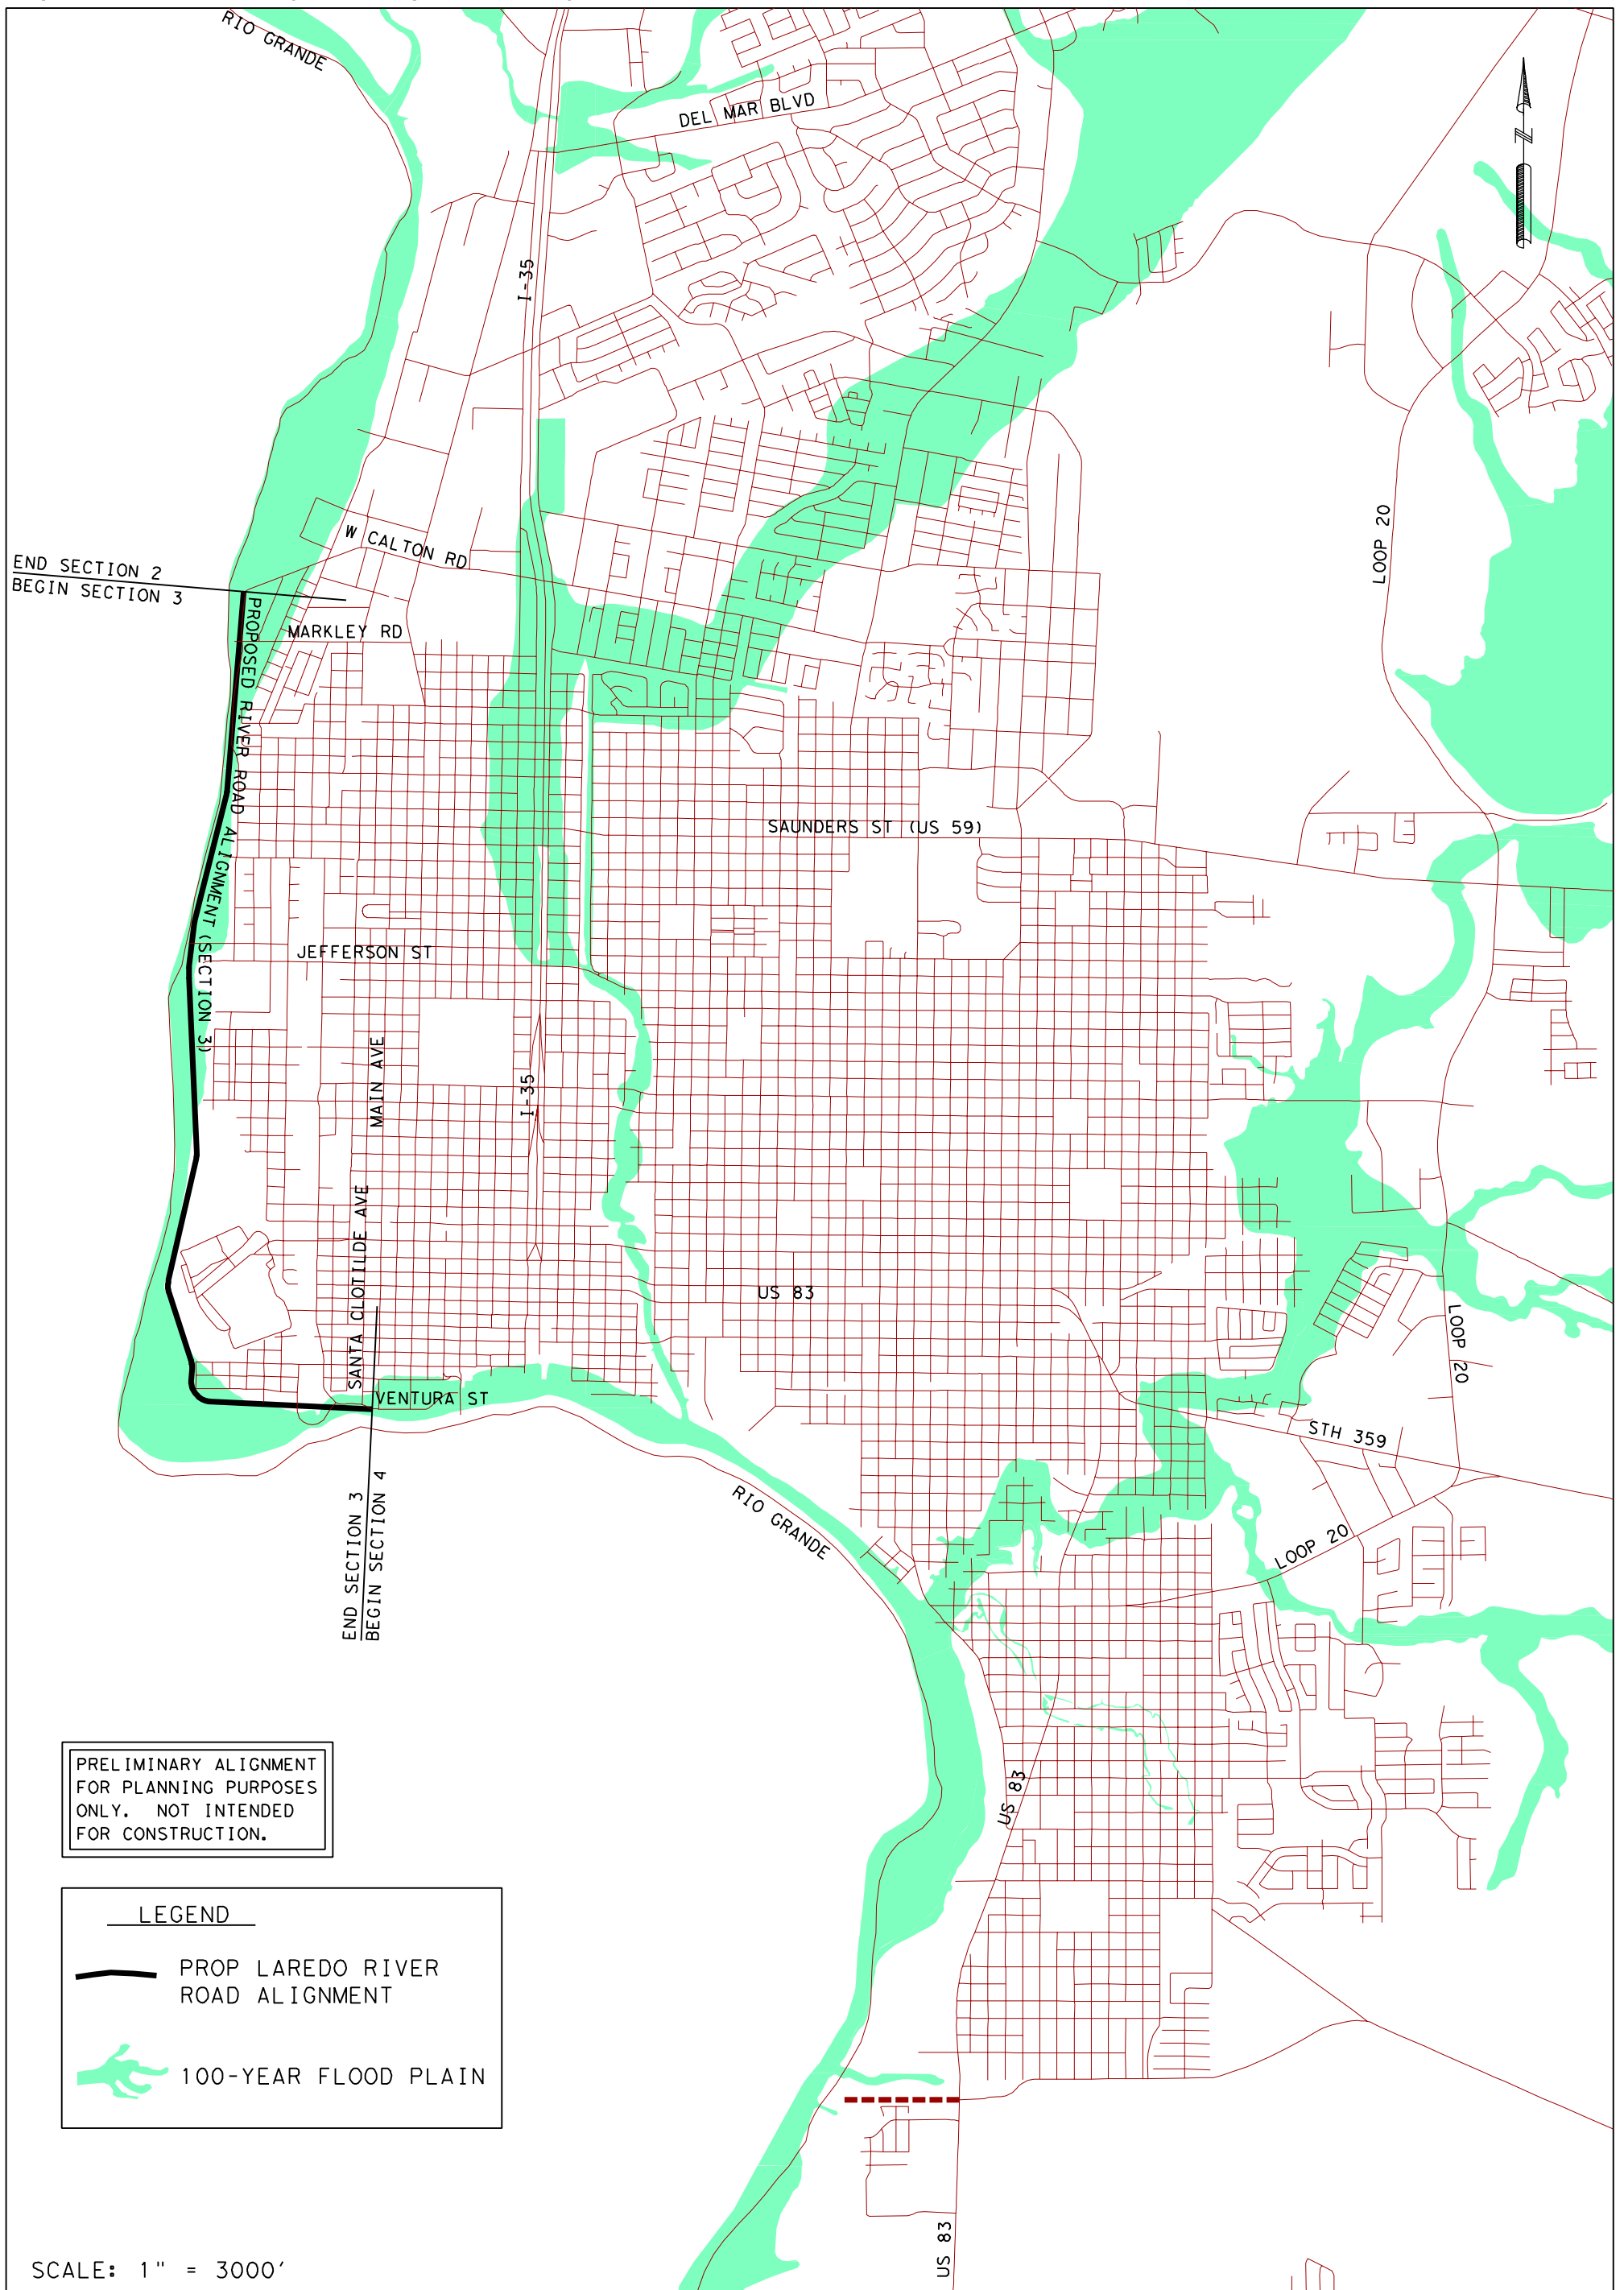 RIO GRANDE
DEL MAR BLVD
I-35
LOOP 20
W CALTON RD
END SECTION 2
BEGIN SECTION 3
MARKLEY RD
PROPOSED RIVER ROAD ALIGNMENT (SECTION 3)
SAUNDERS ST (US 59)
JEFFERSON ST
MAIN AVE
I-35
SANTA CLOTILDE AVE
US 83
LOOP 20
VENTURA ST
STH 359
END SECTION 3
BEGIN SECTION 4
RIO GRANDE
LOOP 20
US 83
PRELIMINARY ALIGNMENT
FOR PLANNING PURPOSES
ONLY. NOT INTENDED
FOR CONSTRUCTION.
LEGEND
PROP LAREDO RIVER
ROAD ALIGNMENT
100-YEAR FLOOD PLAIN
US 83
SCALE: 1" = 3000'
N